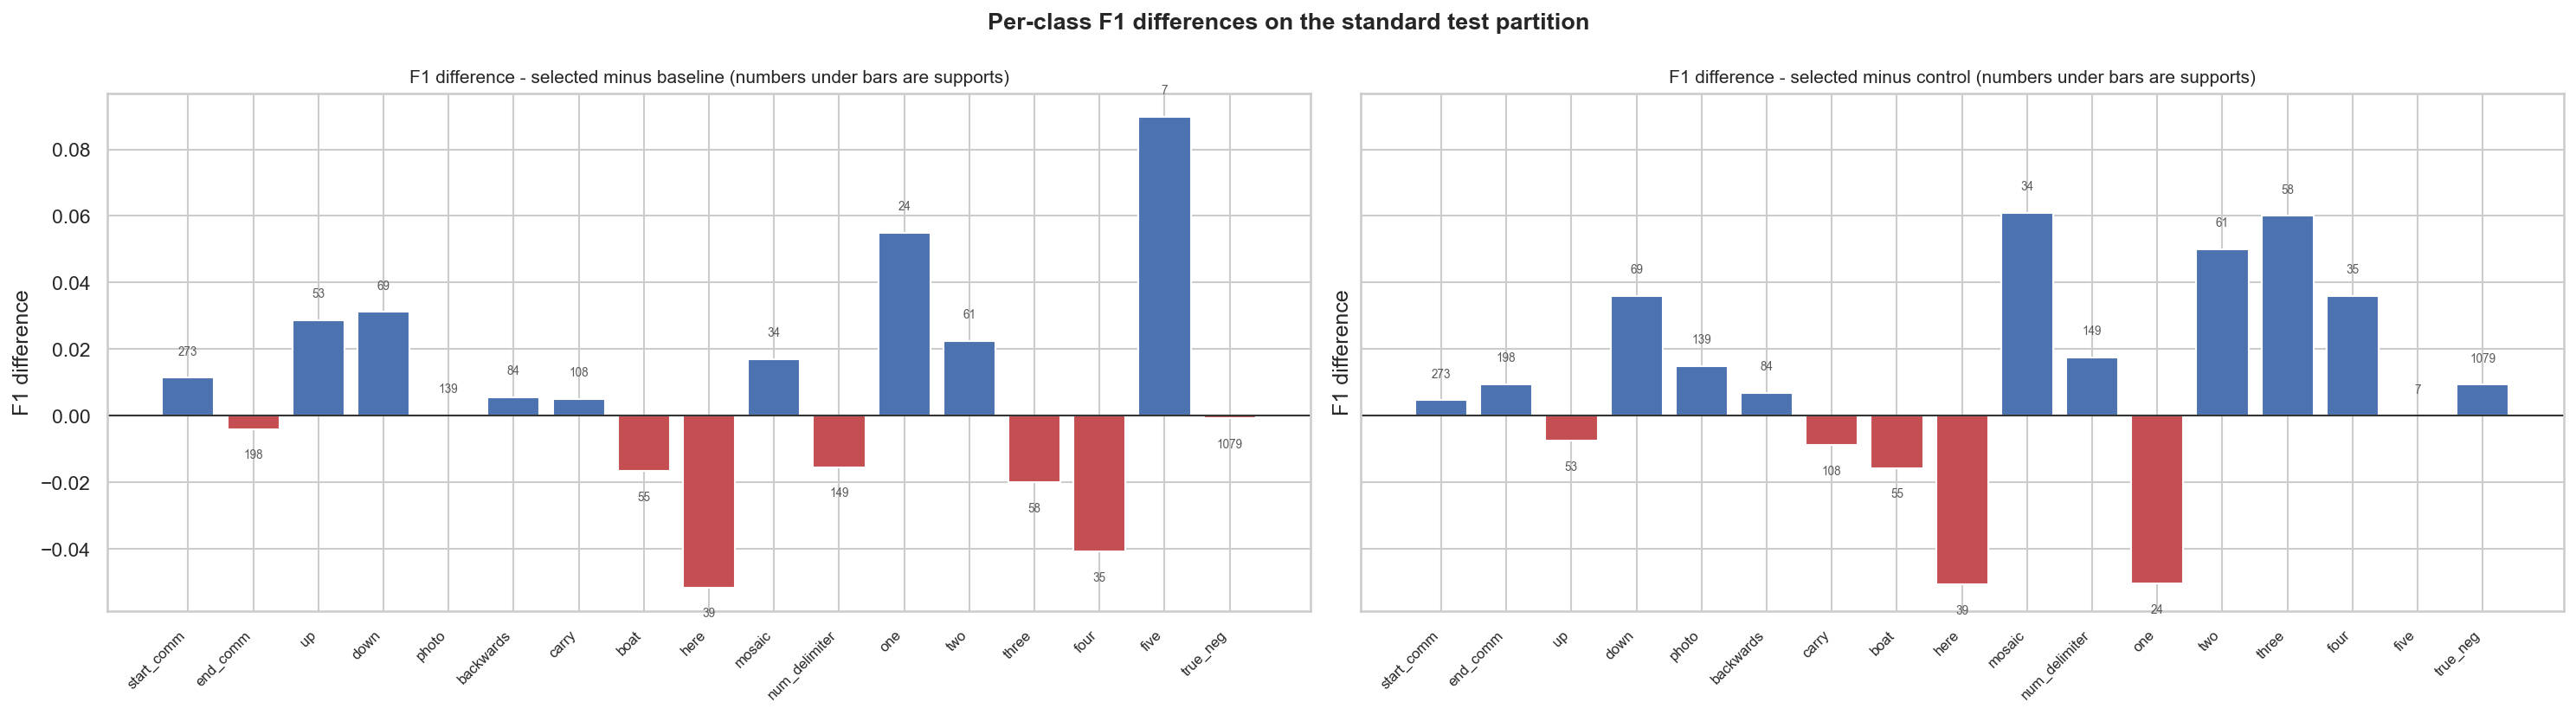 Per-class F1 differences on the standard test partition
F1 difference - selected minus baseline (numbers under bars are supports)
F1 difference
0.08
0.06
0.04
0.02
0.00
−0.02
−0.04
273
198
53
69
139
84
108
55
39
34
149
24
61
58
35
7
1079
start_comm
end_comm
up
down
photo
backwards
carry
boat
here
mosaic
num_delimiter
one
two
three
four
five
true_neg
F1 difference - selected minus control (numbers under bars are supports)
F1 difference
273
198
53
69
139
84
108
55
39
34
149
24
61
58
35
7
1079
start_comm
end_comm
up
down
photo
backwards
carry
boat
here
mosaic
num_delimiter
one
two
three
four
five
true_neg